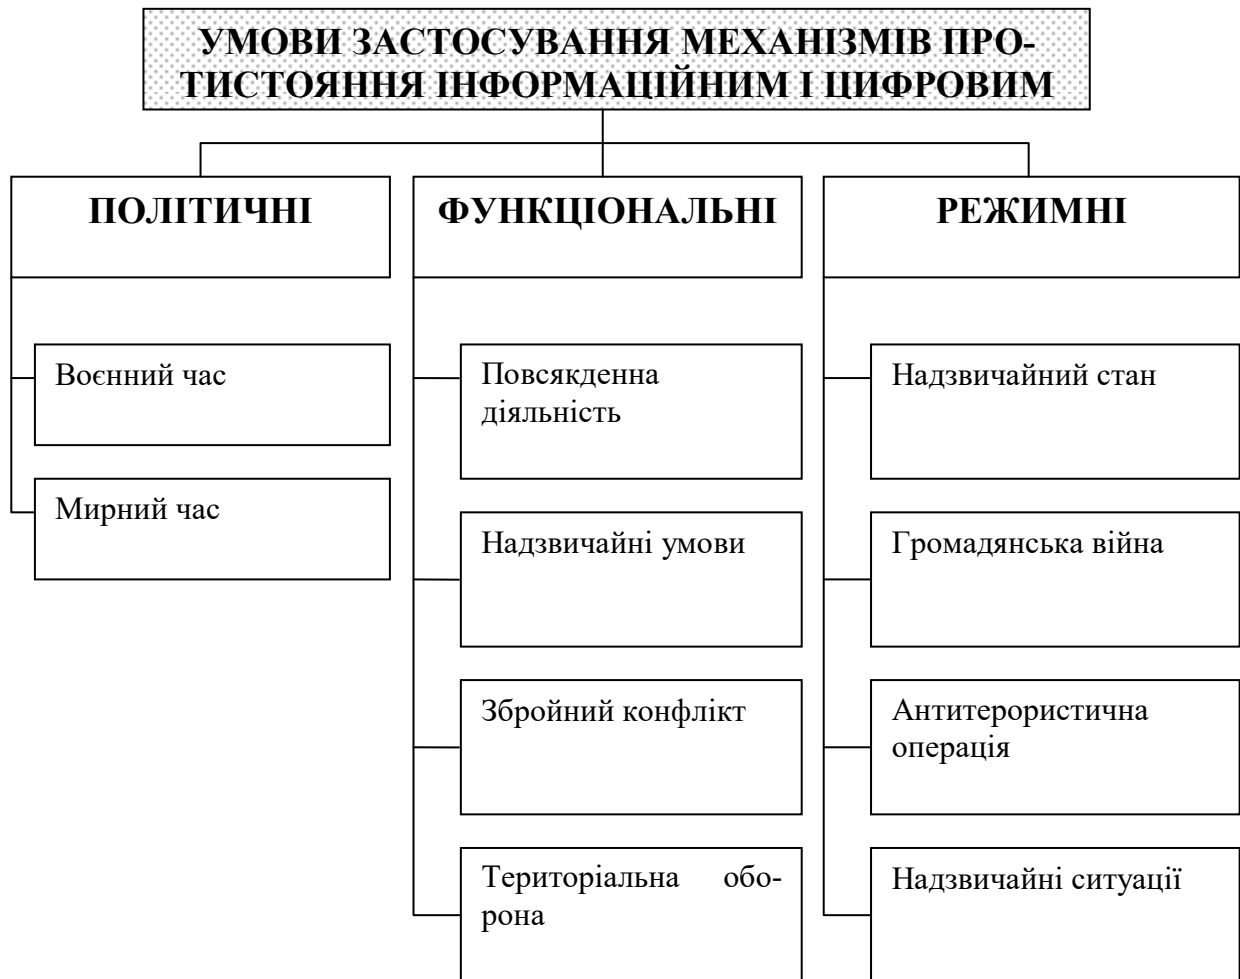 УМОВИ ЗАСТОСУВАННЯ МЕХАНІЗМІВ ПРО-
ТИСТОЯННЯ ІНФОРМАЦІЙНИМ І ЦИФРОВИМ
ПОЛІТИЧНІ
Воєнний час
Мирний час
ФУНКЦІОНАЛЬНІ
Повсякденна
діяльність
Надзвичайні умови
Збройний конфлікт
Територіальна обо-
рона
РЕЖИМНІ
Надзвичайний стан
Громадянська війна
Антитерористична
операція
Надзвичайні ситуації